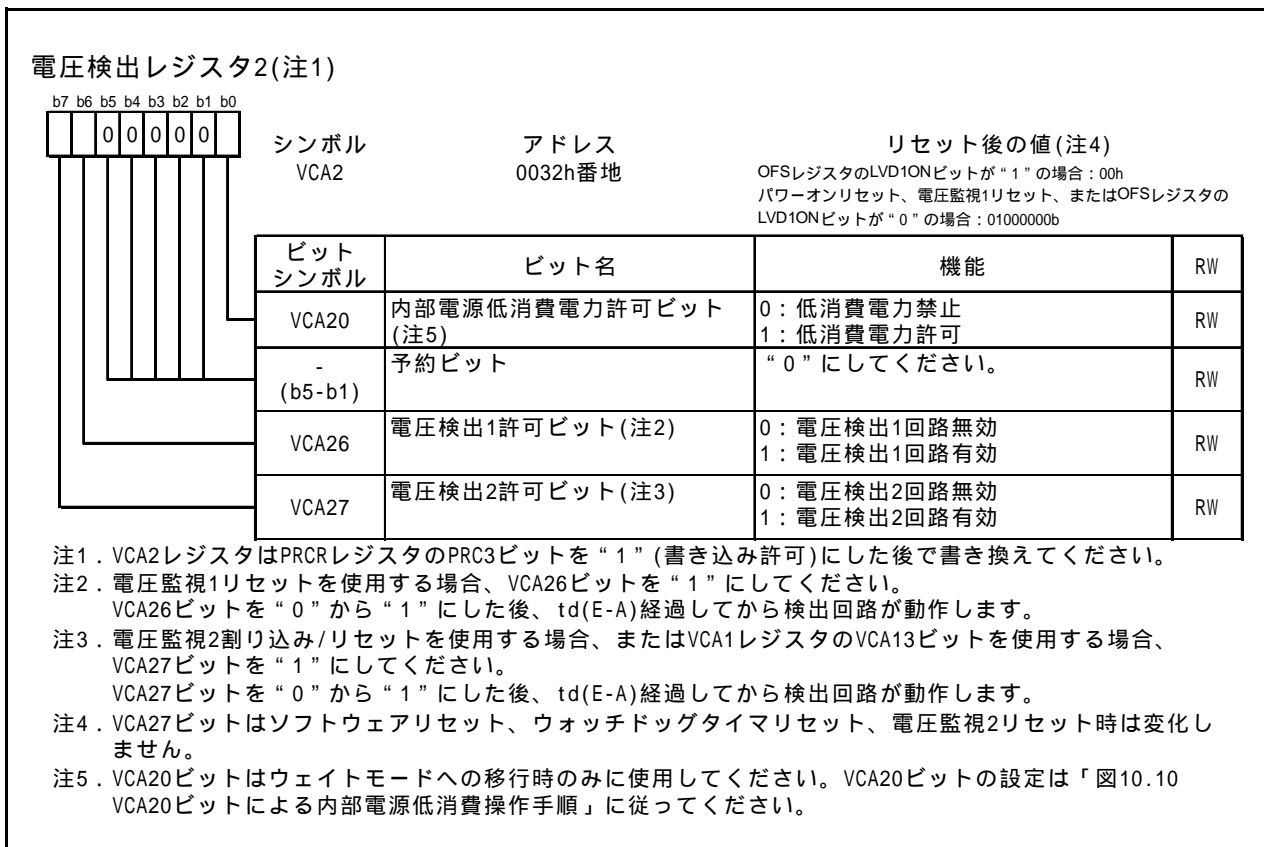 電圧検出レジスタ2(注1)
b7 b6 b5 b4 b3 b2 b1 b0
0 0 0 0 0
シンボル アドレス リセット後の値(注4)
VCA2 0032h番地 OFSレジスタのLVD1ONビットが“1”の場合：00h
パワーオンリセット、電圧監視1リセット、またはOFSレジスタの
LVD1ONビットが“0”の場合：01000000b
ビット
シンボル ビット名 機能 RW
VCA20 内部電源低消費電力許可ビット
(注5) 0：低消費電力禁止
1：低消費電力許可 RW
-
(b5-b1) 予約ビット “0”にしてください。 RW
VCA26 電圧検出1許可ビット(注2) 0：電圧検出1回路無効
1：電圧検出1回路有効 RW
VCA27 電圧検出2許可ビット(注3) 0：電圧検出2回路無効
1：電圧検出2回路有効 RW
注1．VCA2レジスタはPRCRレジスタのPRC3ビットを“1”(書き込み許可)にした後で書き換えてください。
注2．電圧監視1リセットを使用する場合、VCA26ビットを“1”にしてください。
VCA26ビットを“0”から“1”にした後、td(E-A)経過してから検出回路が動作します。
注3．電圧監視2割り込み/リセットを使用する場合、またはVCA1レジスタのVCA13ビットを使用する場合、
VCA27ビットを“1”にしてください。
VCA27ビットを“0”から“1”にした後、td(E-A)経過してから検出回路が動作します。
注4．VCA27ビットはソフトウェアリセット、ウォッチドッグタイマリセット、電圧監視2リセット時は変化し
ません。
注5．VCA20ビットはウェイトモードへの移行時のみに使用してください。VCA20ビットの設定は「図10.10
VCA20ビットによる内部電源低消費操作手順」に従ってください。